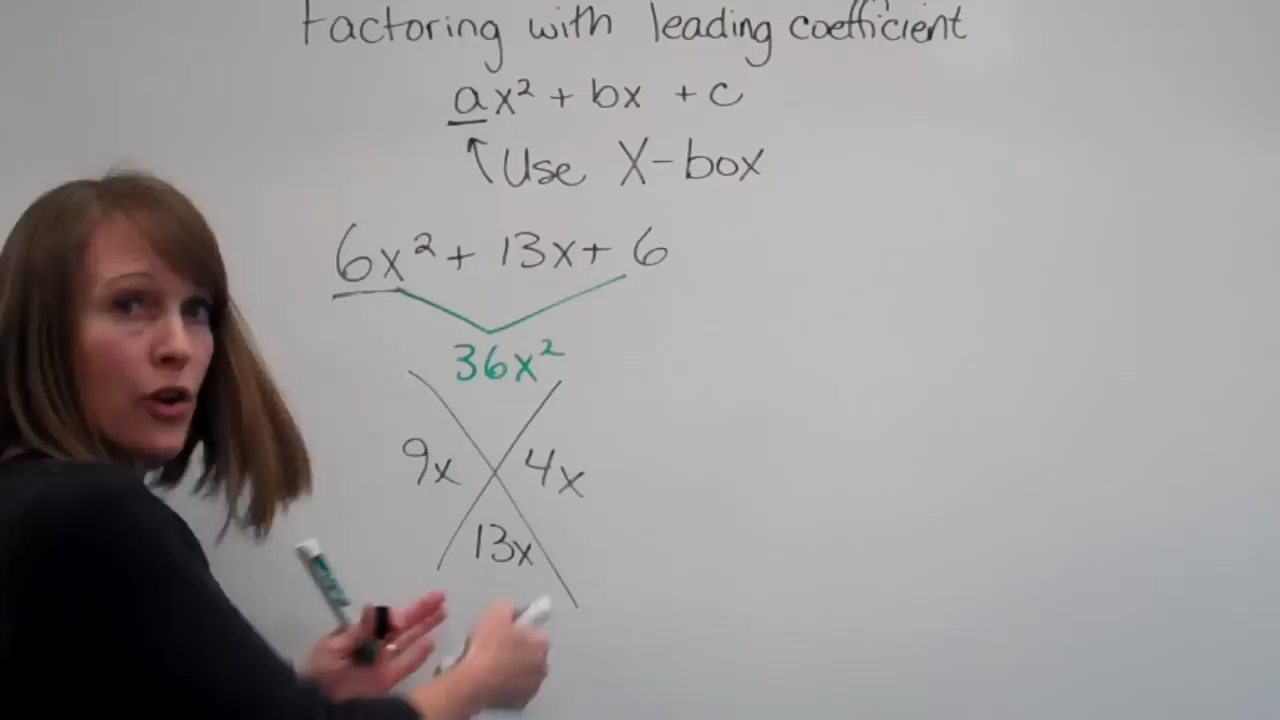 Factoring with leading coefficient
ax² + bx + c
↑ Use X-box
6x² + 13x + 6
36x²
9x 4x
13x